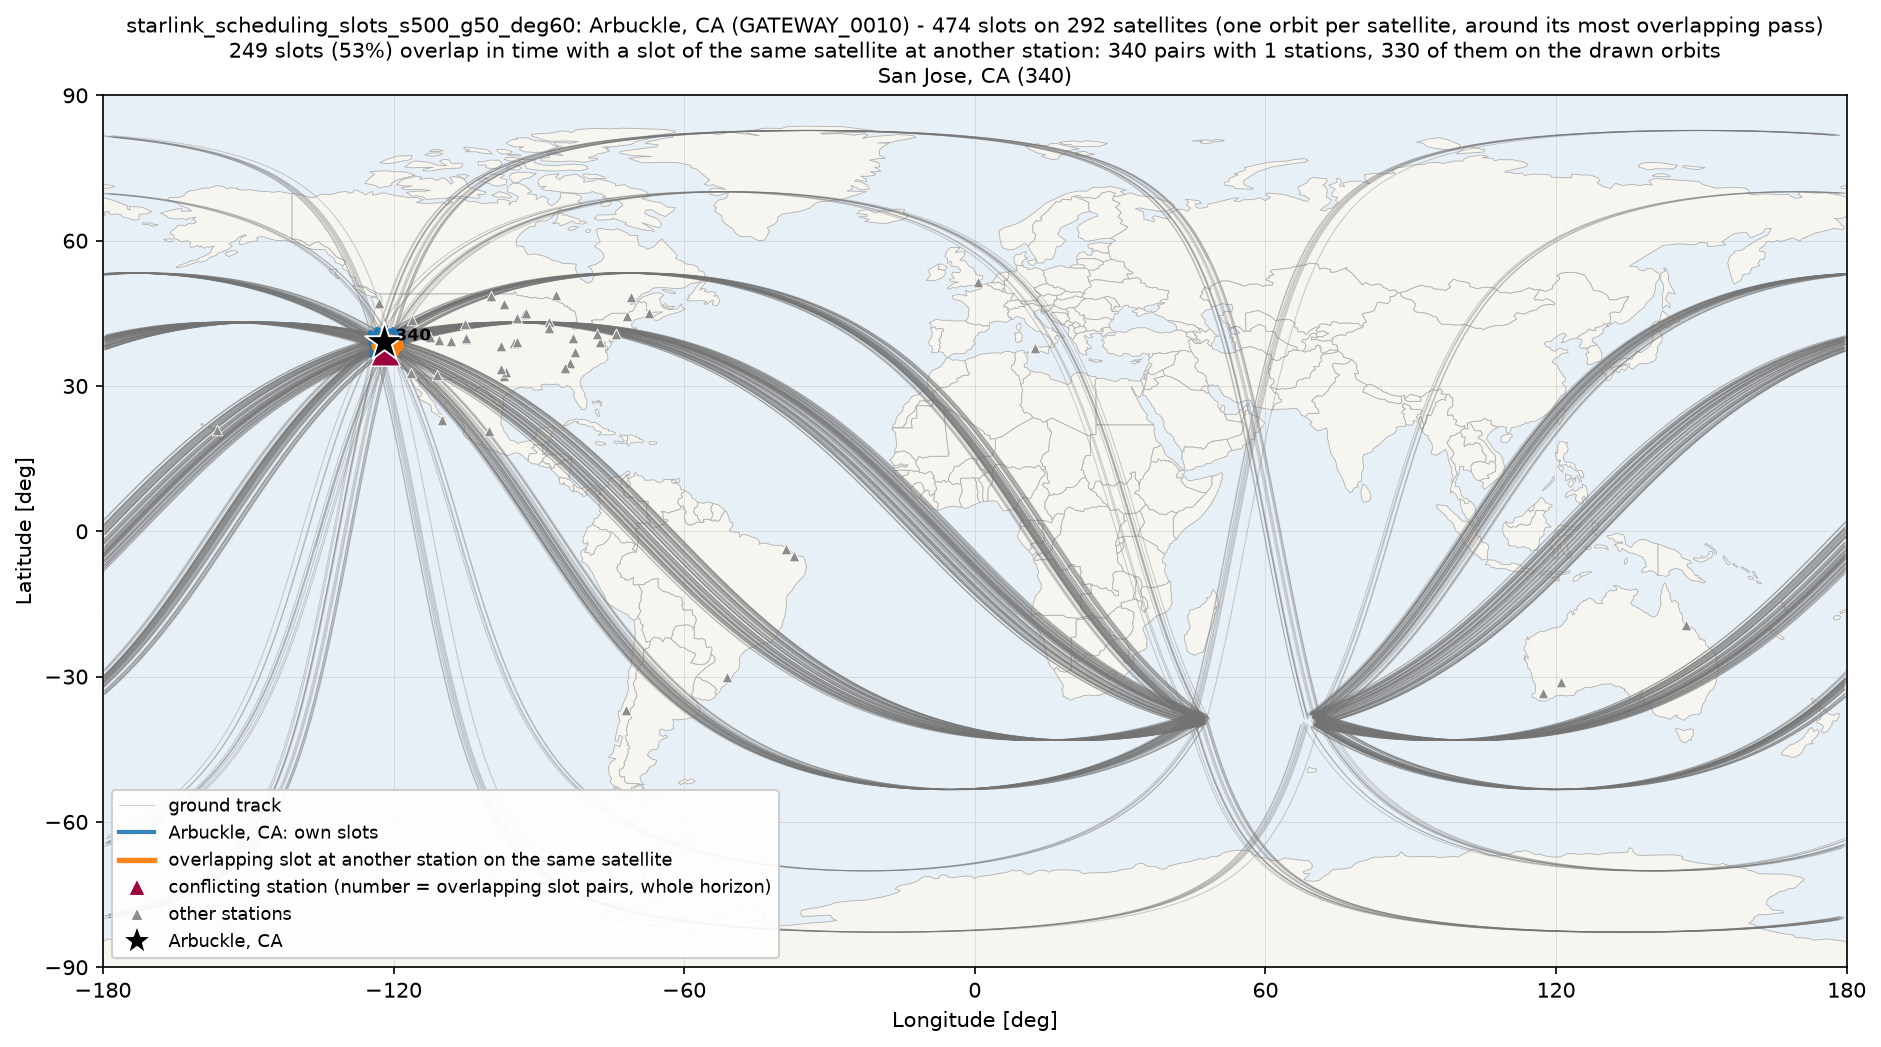 starlink_scheduling_slots_s500_g50_deg60: Arbuckle, CA (GATEWAY_0010) - 474 slots on 292 satellites (one orbit per satellite, around its most overlapping pass)
249 slots (53%) overlap in time with a slot of the same satellite at another station: 340 pairs with 1 stations, 330 of them on the drawn orbits
San Jose, CA (340)
90
60
30
0
−30
−60
−90
Latitude [deg]
340
ground track
Arbuckle, CA: own slots
overlapping slot at another station on the same satellite
conflicting station (number = overlapping slot pairs, whole horizon)
other stations
Arbuckle, CA
−180
−120
−60
0
60
120
180
Longitude [deg]